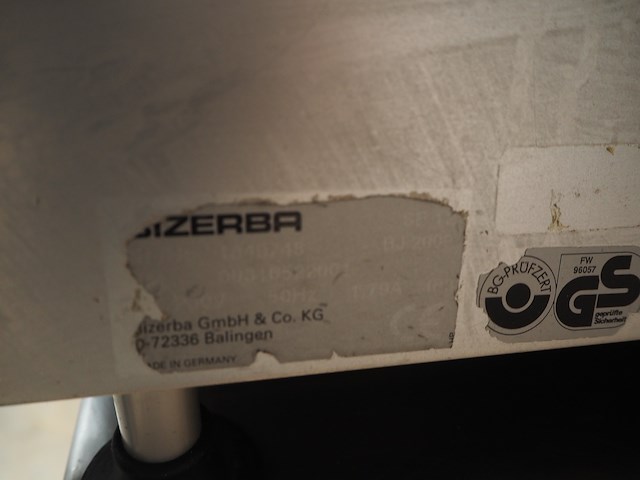 BIZERBA
Bizerba GmbH & Co. KG
D-72336 Balingen
MADE IN GERMANY
BG-PRÜFZERT
FW
96057
GS
geprüfte
Sicherheit